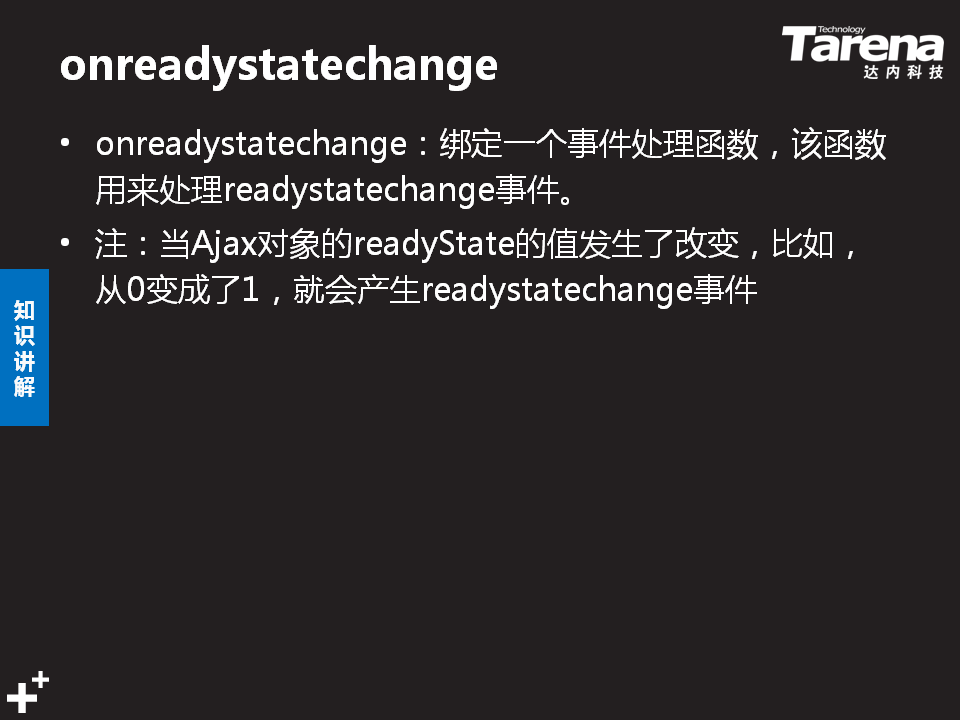 onreadystatechange
Technology
Tarena
达内科技
• onreadystatechange：绑定一个事件处理函数，该函数
用来处理readystatechange事件。
• 注：当Ajax对象的readyState的值发生了改变，比如，
从0变成了1，就会产生readystatechange事件
知
识
讲
解